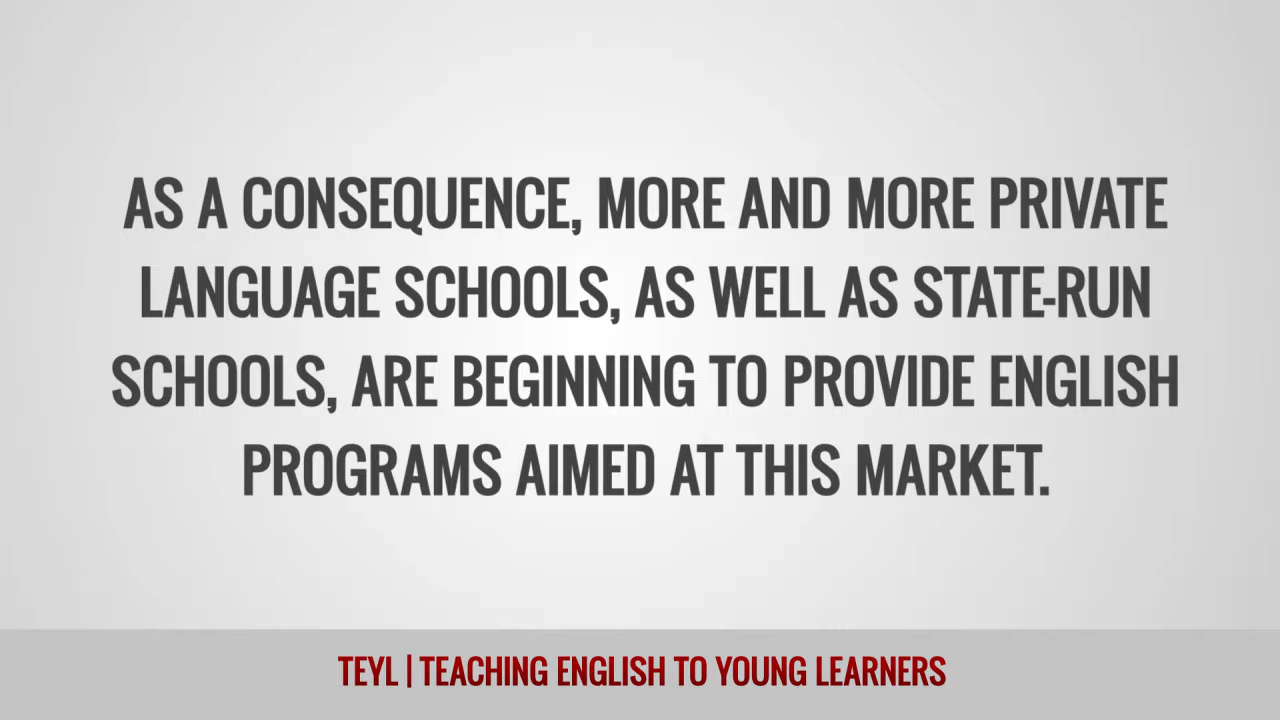 AS A CONSEQUENCE, MORE AND MORE PRIVATE
LANGUAGE SCHOOLS, AS WELL AS STATE-RUN
SCHOOLS, ARE BEGINNING TO PROVIDE ENGLISH
PROGRAMS AIMED AT THIS MARKET.
TEYL | TEACHING ENGLISH TO YOUNG LEARNERS